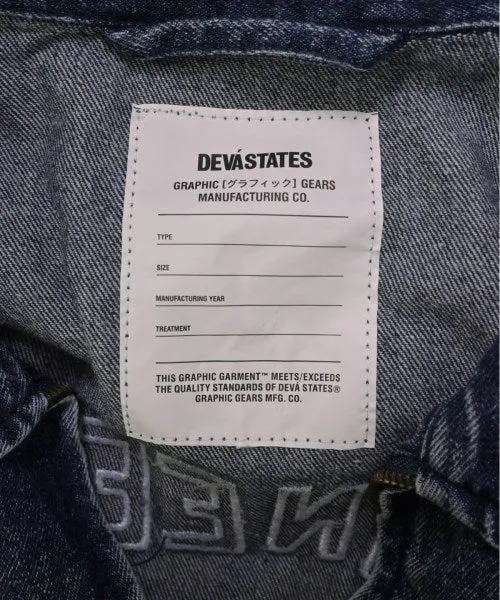 DEVÁSTATES
GRAPHIC [グラフィック] GEARS
MANUFACTURING CO.
TYPE
SIZE
MANUFACTURING YEAR
TREATMENT
THIS GRAPHIC GARMENT™ MEETS/EXCEEDS
THE QUALITY STANDARDS OF DEVÁ STATES®
GRAPHIC GEARS MFG. CO.